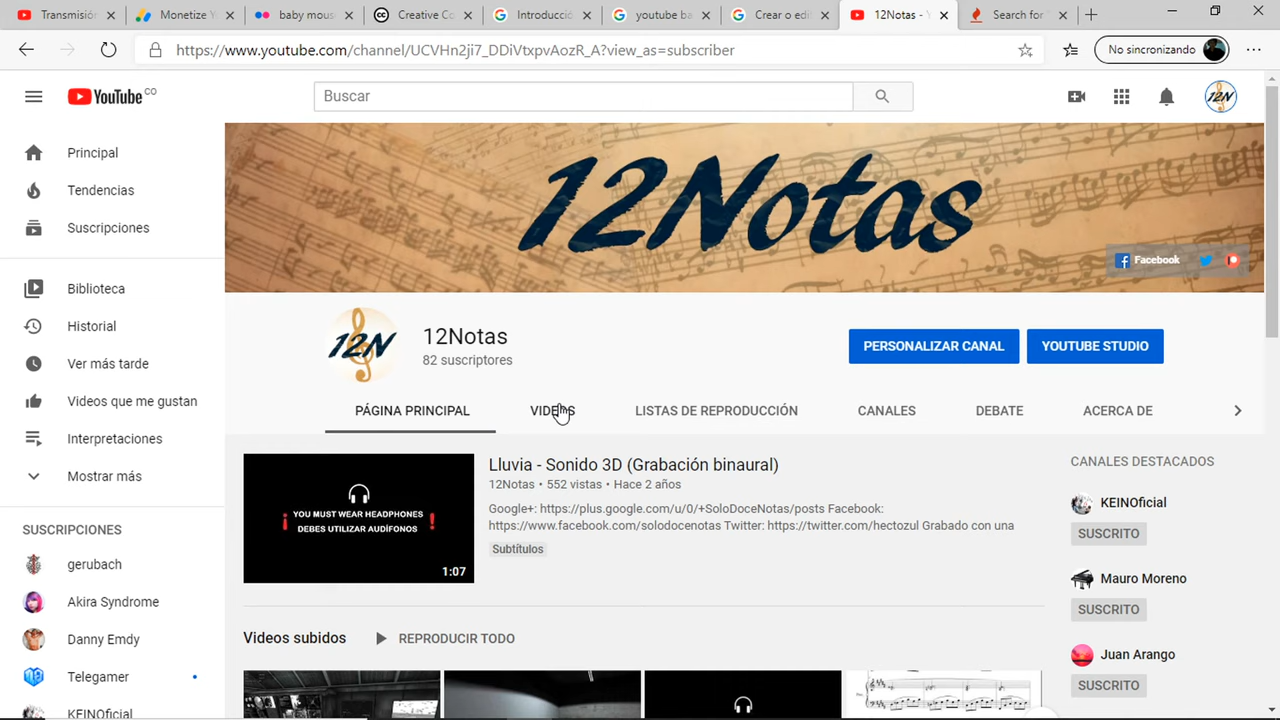 Transmisión
Monetize Y
baby mous
Creative Co
Introducció
youtube ba
Crear o edi
12Notas - Y
Search for
https://www.youtube.com/channel/UCVHn2ji7_DDiVtxpvAozR_A?view_as=subscriber
No sincronizando
YouTube CO
Buscar
12N
Principal
Tendencias
Suscripciones
Biblioteca
Historial
Ver más tarde
Videos que me gustan
Interpretaciones
Mostrar más
SUSCRIPCIONES
gerubach
Akira Syndrome
Danny Emdy
Telegamer
KEINOficial
12Notas
Facebook
12N
12Notas
82 suscriptores
PERSONALIZAR CANAL
YOUTUBE STUDIO
PÁGINA PRINCIPAL
VIDEOS
LISTAS DE REPRODUCCIÓN
CANALES
DEBATE
ACERCA DE
! YOU MUST WEAR HEADPHONES !
DEBES UTILIZAR AUDÍFONOS
1:07
Lluvia - Sonido 3D (Grabación binaural)
12Notas • 552 vistas • Hace 2 años
Google+: https://plus.google.com/u/0/+SoloDoceNotas/posts Facebook:
https://www.facebook.com/solodocenotas Twitter: https://twitter.com/hectozul Grabado con una
Subtítulos
Videos subidos
REPRODUCIR TODO
CANALES DESTACADOS
KEINOficial
SUSCRITO
Mauro Moreno
SUSCRITO
Juan Arango
SUSCRITO